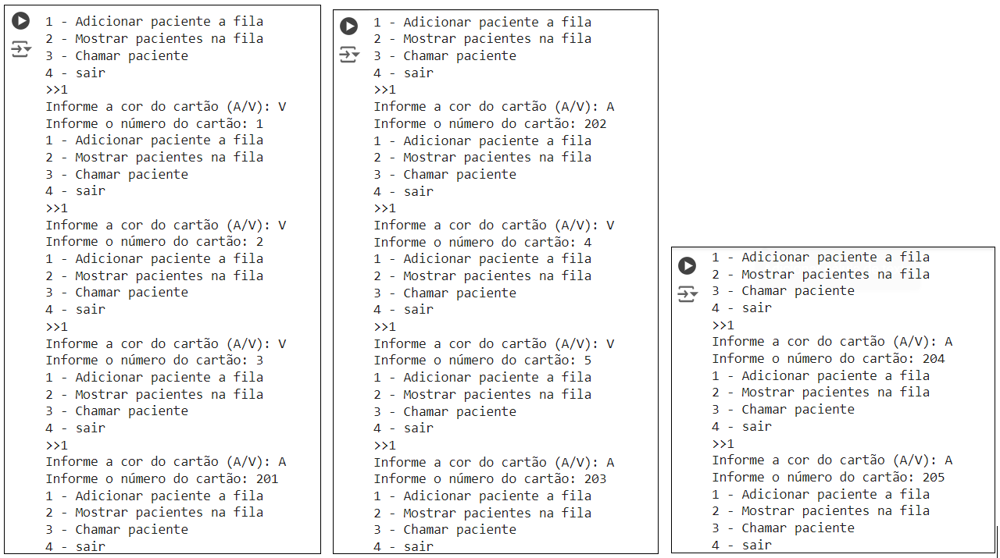 1 - Adicionar paciente a fila
2 - Mostrar pacientes na fila
3 - Chamar paciente
4 - sair
>>1
Informe a cor do cartão (A/V): V
Informe o número do cartão: 1
1 - Adicionar paciente a fila
2 - Mostrar pacientes na fila
3 - Chamar paciente
4 - sair
>>1
Informe a cor do cartão (A/V): V
Informe o número do cartão: 2
1 - Adicionar paciente a fila
2 - Mostrar pacientes na fila
3 - Chamar paciente
4 - sair
>>1
Informe a cor do cartão (A/V): V
Informe o número do cartão: 3
1 - Adicionar paciente a fila
2 - Mostrar pacientes na fila
3 - Chamar paciente
4 - sair
>>1
Informe a cor do cartão (A/V): A
Informe o número do cartão: 201
1 - Adicionar paciente a fila
2 - Mostrar pacientes na fila
3 - Chamar paciente
4 - sair
1 - Adicionar paciente a fila
2 - Mostrar pacientes na fila
3 - Chamar paciente
4 - sair
>>1
Informe a cor do cartão (A/V): A
Informe o número do cartão: 202
1 - Adicionar paciente a fila
2 - Mostrar pacientes na fila
3 - Chamar paciente
4 - sair
>>1
Informe a cor do cartão (A/V): V
Informe o número do cartão: 4
1 - Adicionar paciente a fila
2 - Mostrar pacientes na fila
3 - Chamar paciente
4 - sair
>>1
Informe a cor do cartão (A/V): V
Informe o número do cartão: 5
1 - Adicionar paciente a fila
2 - Mostrar pacientes na fila
3 - Chamar paciente
4 - sair
>>1
Informe a cor do cartão (A/V): A
Informe o número do cartão: 203
1 - Adicionar paciente a fila
2 - Mostrar pacientes na fila
3 - Chamar paciente
4 - sair
1 - Adicionar paciente a fila
2 - Mostrar pacientes na fila
3 - Chamar paciente
4 - sair
>>1
Informe a cor do cartão (A/V): A
Informe o número do cartão: 204
1 - Adicionar paciente a fila
2 - Mostrar pacientes na fila
3 - Chamar paciente
4 - sair
>>1
Informe a cor do cartão (A/V): A
Informe o número do cartão: 205
1 - Adicionar paciente a fila
2 - Mostrar pacientes na fila
3 - Chamar paciente
4 - sair